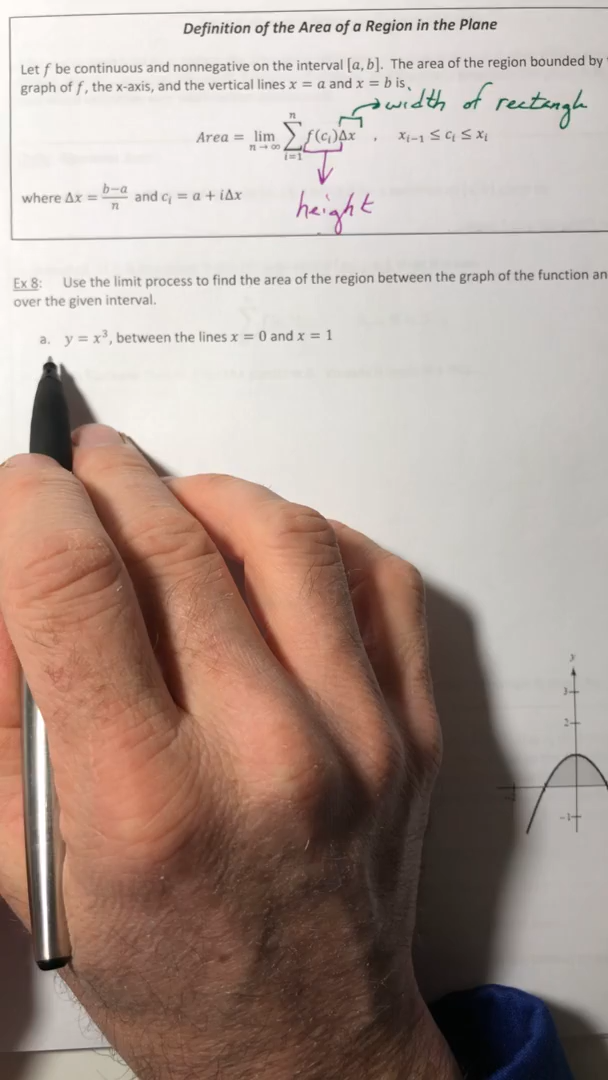 Definition of the Area of a Region in the Plane
Let f be continuous and nonnegative on the interval [a, b]. The area of the region bounded by
graph of f, the x-axis, and the vertical lines x = a and x = b is,
width of rectangle
Area = lim n→∞ ∑ i=1 n f(cᵢ)Δx , xᵢ₋₁ ≤ cᵢ ≤ xᵢ
height
where Δx = b−a/n and cᵢ = a + iΔx
Ex 8: Use the limit process to find the area of the region between the graph of the function an
over the given interval.
a. y = x³, between the lines x = 0 and x = 1
y
3
2
-1